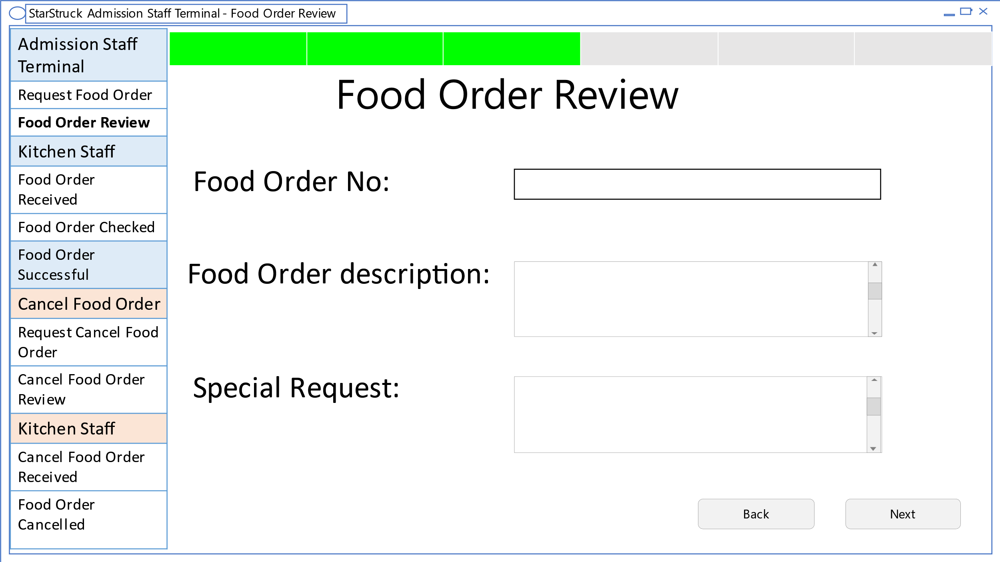 StarStruck Admission Staff Terminal - Food Order Review
Admission Staff
Terminal
Request Food Order
Food Order Review
Kitchen Staff
Food Order
Received
Food Order Checked
Food Order
Successful
Cancel Food Order
Request Cancel Food
Order
Cancel Food Order
Review
Kitchen Staff
Cancel Food Order
Received
Food Order
Cancelled
Food Order Review
Food Order No:
Food Order description:
Special Request:
Back
Next